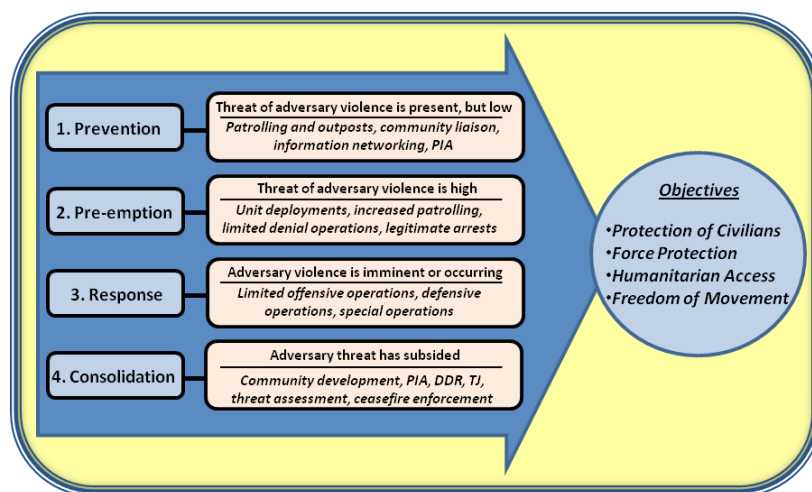 1. Prevention
Threat of adversary violence is present, but low
Patrolling and outposts, community liaison,
information networking, PIA
2. Pre-emption
Threat of adversary violence is high
Unit deployments, increased patrolling,
limited denial operations, legitimate arrests
3. Response
Adversary violence is imminent or occurring
Limited offensive operations, defensive
operations, special operations
4. Consolidation
Adversary threat has subsided
Community development, PIA, DDR, TJ,
threat assessment, ceasefire enforcement
Objectives
•Protection of Civilians
•Force Protection
•Humanitarian Access
•Freedom of Movement